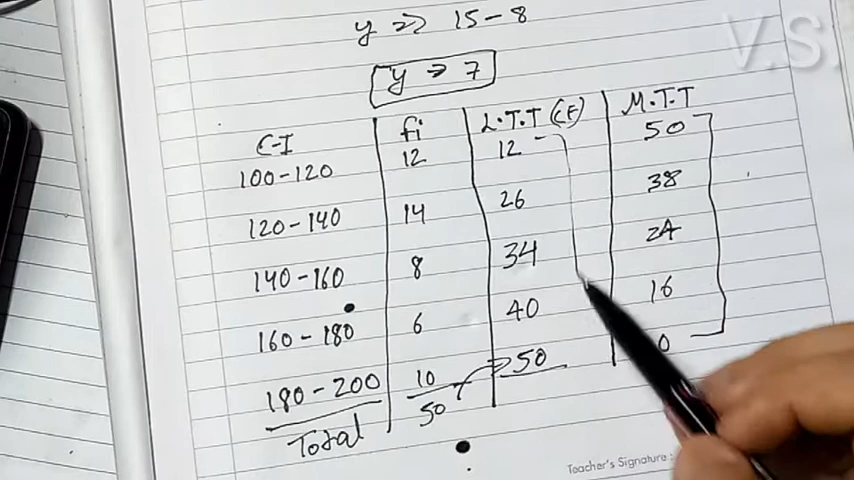 y ⇒ 15-8
y → 7
V.S.
C-I fi L.T.T (CF) M.T.T
100-120 12 12 50
120-140 14 26 38
140-160 8 34 24
160-180 6 40 16
180-200 10 50 0
Total 50
Teacher's Signature: